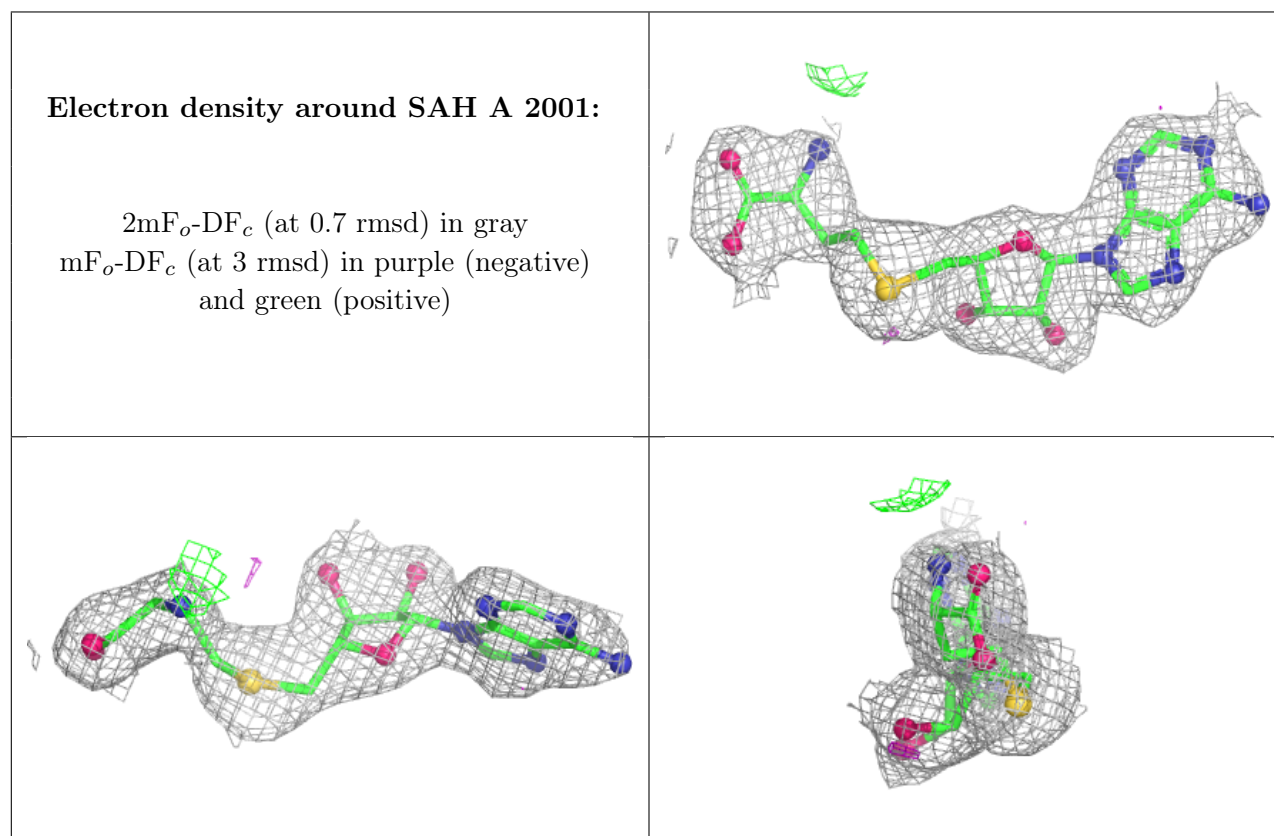 Electron density around SAH A 2001:
2mFo-DFc (at 0.7 rmsd) in gray
mFo-DFc (at 3 rmsd) in purple (negative)
and green (positive)